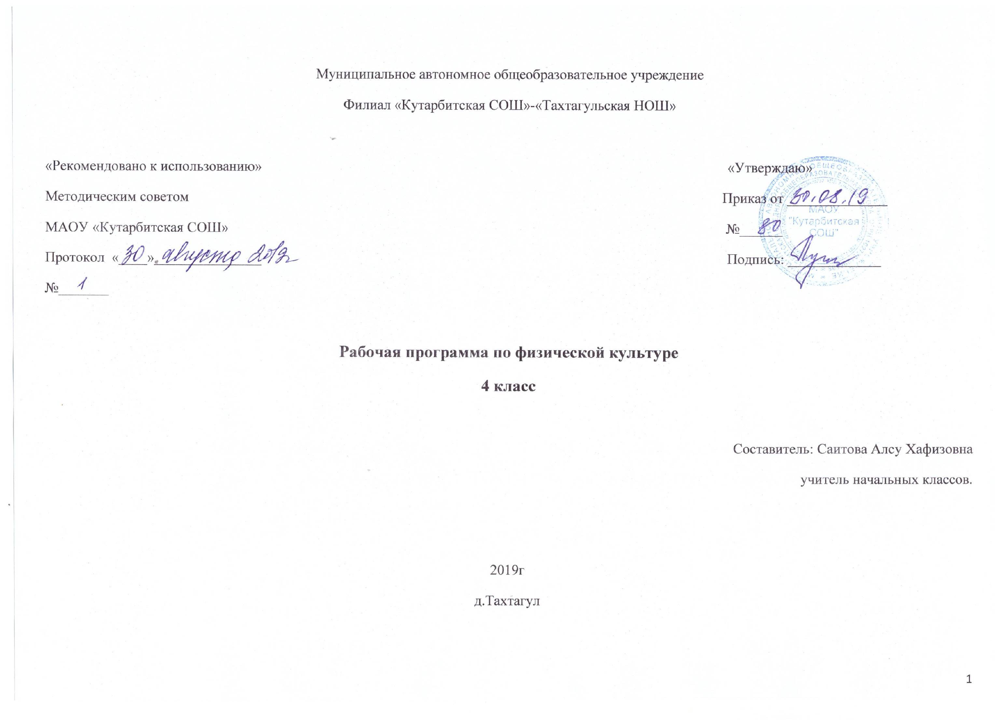 Муниципальное автономное общеобразовательное учреждение
Филиал «Кутарбитская СОШ»-«Тахтагульская НОШ»
«Рекомендовано к использованию»
Методическим советом
МАОУ «Кутарбитская СОШ»
Протокол «30» августа 2019г
№ 1
«Утверждаю»
Приказ от 30.08.19
№ 80
Подпись:
МАОУ
"Кутарбитская
СОШ"
Рабочая программа по физической культуре
4 класс
Составитель: Саитова Алсу Хафизовна
учитель начальных классов.
2019г
д.Тахтагул
1